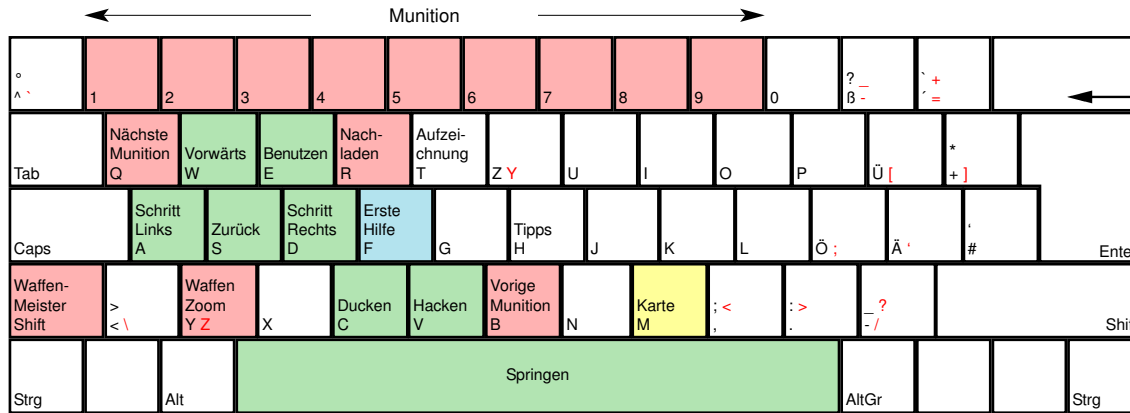 Munition
°
^ `
1 2 3 4 5 6 7 8 9 0
? _
ß -
` +
´ =
Tab
Nächste
Munition
Q
Vorwärts
W
Benutzen
E
Nach-
laden
R
Aufzei-
chnung
T
Z Y
U
I
O
P
Ü [
*
+ ]
Caps
Schritt
Links
A
Zurück
S
Schritt
Rechts
D
Erste
Hilfe
F
G
Tipps
H
J
K
L
Ö ;
Ä '
'
#
Ente
Waffen-
Meister
Shift
>
< \
Waffen
Zoom
Y Z
X
Ducken
C
Hacken
V
Vorige
Munition
B
N
Karte
M
; <
,
: >
.
_ ?
- /
Shif
Strg
Alt
Springen
AltGr
Strg